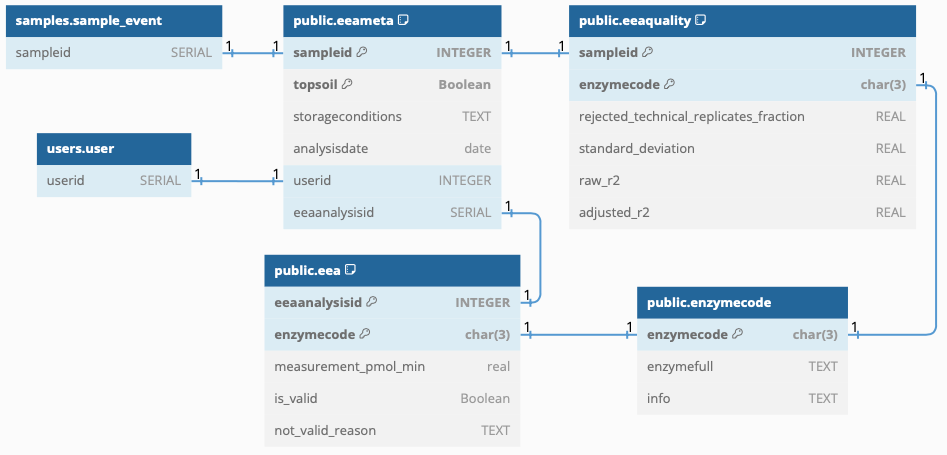 samples.sample_event
sampleid SERIAL
1 1
public.eeameta
sampleid INTEGER
topsoil Boolean
storageconditions TEXT
analysisdate date
userid INTEGER
eeaanalysisid SERIAL
1 1
public.eeaquality
sampleid INTEGER
enzymecode char(3)
rejected_technical_replicates_fraction REAL
standard_deviation REAL
raw_r2 REAL
adjusted_r2 REAL
1
users.user
userid SERIAL
1 1
1
public.eea
eeaanalysisid INTEGER
enzymecode char(3)
measurement_pmol_min real
is_valid Boolean
not_valid_reason TEXT
1
1 1
public.enzymecode
enzymecode char(3)
enzymefull TEXT
info TEXT
1